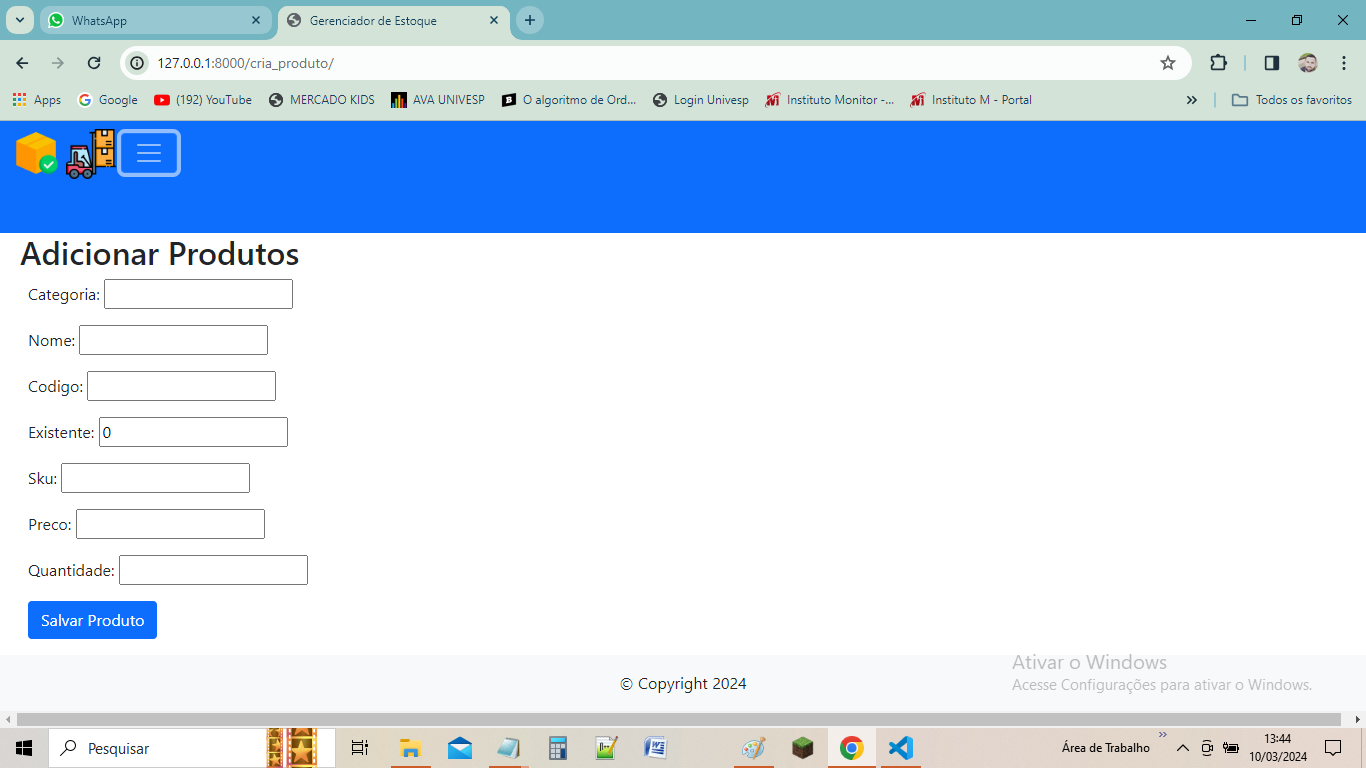 WhatsApp
Gerenciador de Estoque
127.0.0.1:8000/cria_produto/
Apps
Google
(192) YouTube
MERCADO KIDS
AVA UNIVESP
O algoritmo de Ord...
Login Univesp
Instituto Monitor -...
Instituto M - Portal
Todos os favoritos
Adicionar Produtos
Categoria:
Nome:
Codigo:
Existente: 0
Sku:
Preco:
Quantidade:
Salvar Produto
© Copyright 2024
Ativar o Windows
Acesse Configurações para ativar o Windows.
Pesquisar
Área de Trabalho
13:44
10/03/2024